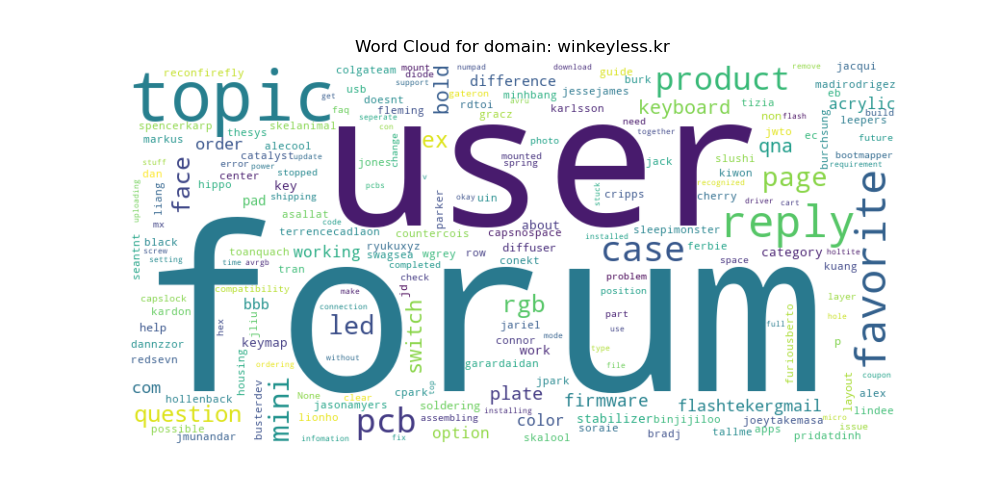 Word Cloud for domain: winkeyless.kr
topic
user
forum
product
reply
favorite
case
page
pcb
question
mini
led
rgb
switch
face
bold
ex
keyboard
qna
acrylic
plate
firmware
color
option
key
order
pad
working
bbb
com
help
keymap
work
stabilizer
flashtekergmail
difference
category
reconfirefly
colgateam
usb
mount
diode
support
numpad
download
remove
jacqui
guide
burk
madirodrigez
get
faq
doesnt
fleming
seperate
con
gateron
avru
rdtoi
minhbang
jessejames
gracz
karlsson
need
tizia
non
flash
eb
build
leepers
spencerkarp
skelanimal
markus
thesys
alecool
catalyst
update
error
power
stopped
center
stuff
dan
hippo
shipping
jones
change
pcbs
v
mounted
spring
photo
together
jack
slushi
jwto
ec
burchsung
future
bootmapper
requirement
kiwon
recognized
cherry
driver
cart
uploading
liang
mx
asallat
terrencecadlaon
code
countercois
parker
okay
uin
stuck
cripps
about
capsnospace
installed
sleepimonster
ferbie
seantnt
black
screw
setting
time
avrgb
toanquach
tran
compatibility
ryukuxyz
swagsea
completed
check
jd
wgrey
row
conekt
diffuser
problem
position
space
holtite
kuang
capslock
kardon
dannzzor
redsevn
hex
jliu
housing
make
connection
without
jariel
connor
garardaidan
part
use
mode
type
file
full
furiousberto
layer
hole
p
layout
coupon
alex
lindee
hollenback
possible
jmunandar
busterdev
ordering
None
lionho
clear
jasonamyers
infomation
fix
cpark
top
soldering
assembling
installing
jpark
skalool
soraie
bradj
binjijiloo
tallme
joeytakemasa
apps
micro
issue
pridatdinh